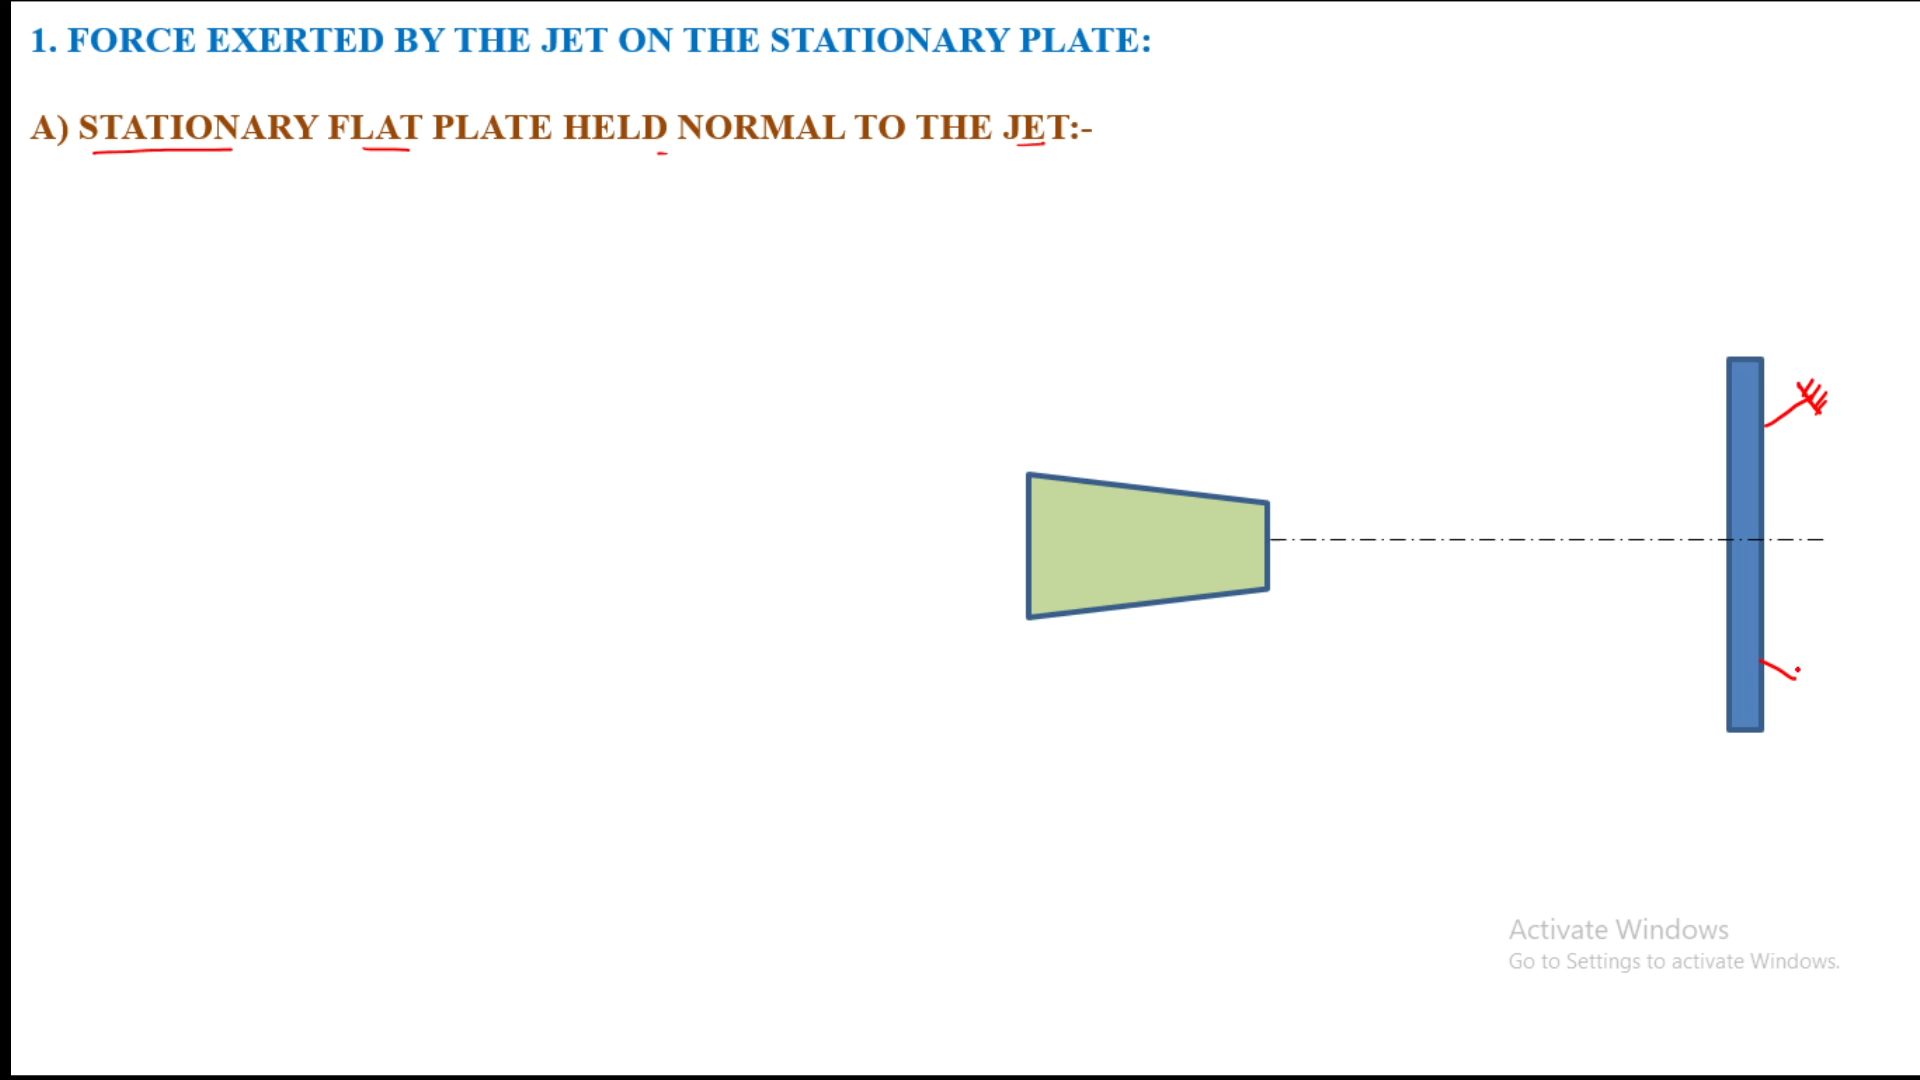 1. FORCE EXERTED BY THE JET ON THE STATIONARY PLATE:
A) STATIONARY FLAT PLATE HELD NORMAL TO THE JET:-
Activate Windows
Go to Settings to activate Windows.